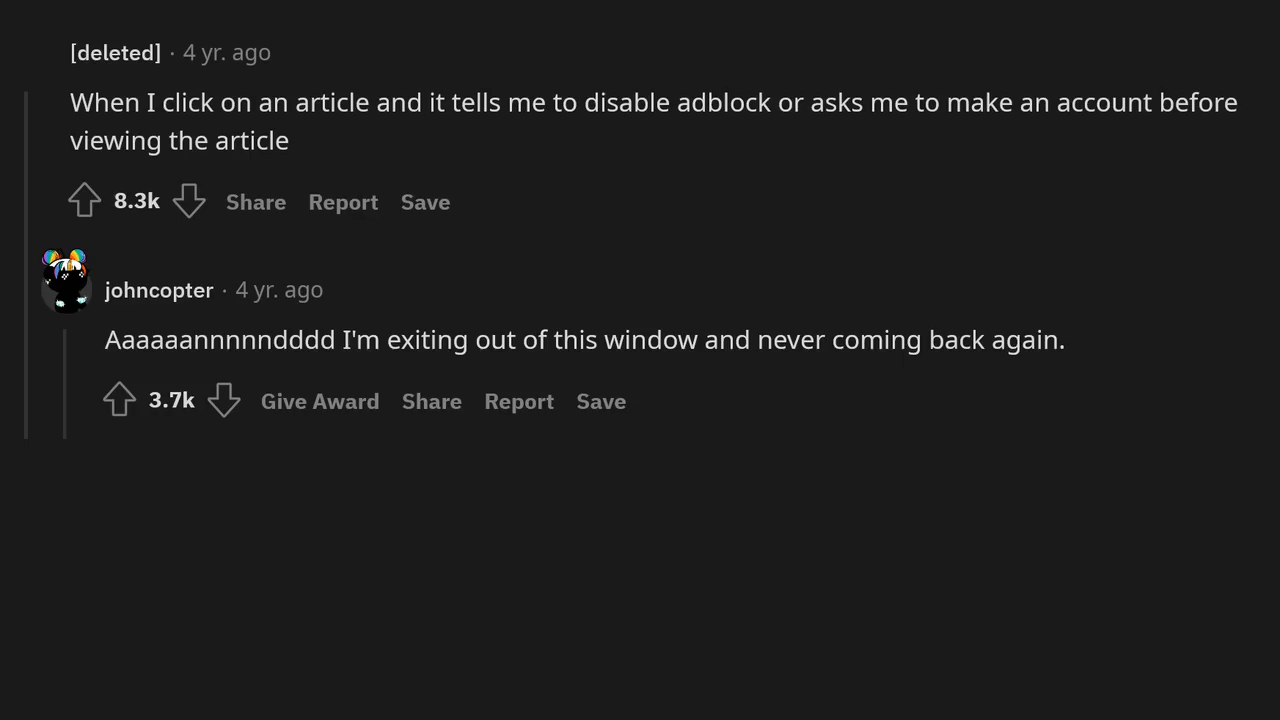 [deleted] · 4 yr. ago
When I click on an article and it tells me to disable adblock or asks me to make an account before
viewing the article
8.3k Share Report Save
johncopter · 4 yr. ago
Aaaaaannnnndddd I'm exiting out of this window and never coming back again.
3.7k Give Award Share Report Save